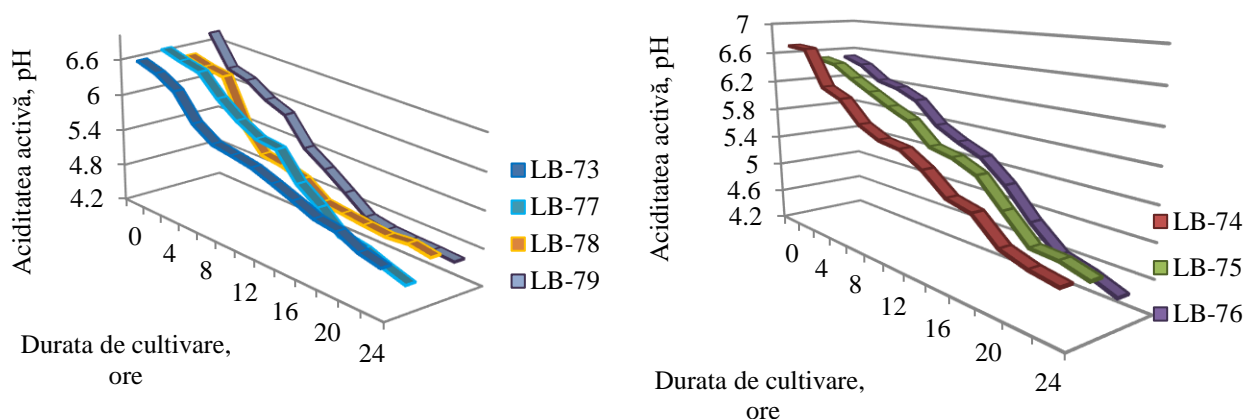 Aciditatea activă, pH
6.6
6
5.4
4.8
4.2
0
4
8
12
16
20
24
Durata de cultivare,
ore
LB-73
LB-77
LB-78
LB-79
Aciditatea activă, pH
7
6.6
6.2
5.8
5.4
5
4.6
4.2
0
4
8
12
16
20
24
Durata de cultivare,
ore
LB-74
LB-75
LB-76